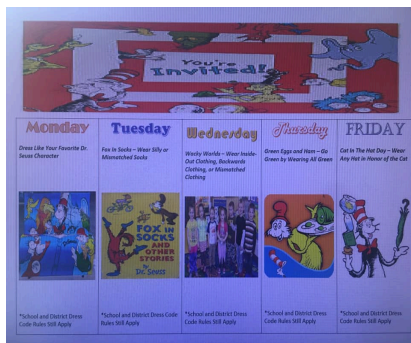 You're
Invited!
Monday
Tuesday
Wednesday
Thursday
FRIDAY
Dress Like Your Favorite Dr.
Seuss Character
Fox in Socks – Wear Silly or
Mismatched Socks
Wacky Worlds – Wear Inside-
Out Clothing, Backwards
Clothing, or Mismatched
Clothing
Green Eggs and Ham – Go
Green by Wearing All Green
Cat In The Hat Day – Wear
Any Hat in Honor of the Cat
FOX IN
SOCKS
AND
OTHER
STORIES
By
Dr. Seuss
*School and District Dress
Code Rules Still Apply
*School and District Dress Code
Rules Still Apply
*School and District Dress
Code Rules Still Apply
*School and District Dress
Code Rules Still Apply
*School and District Dress
Code Rules Still Apply